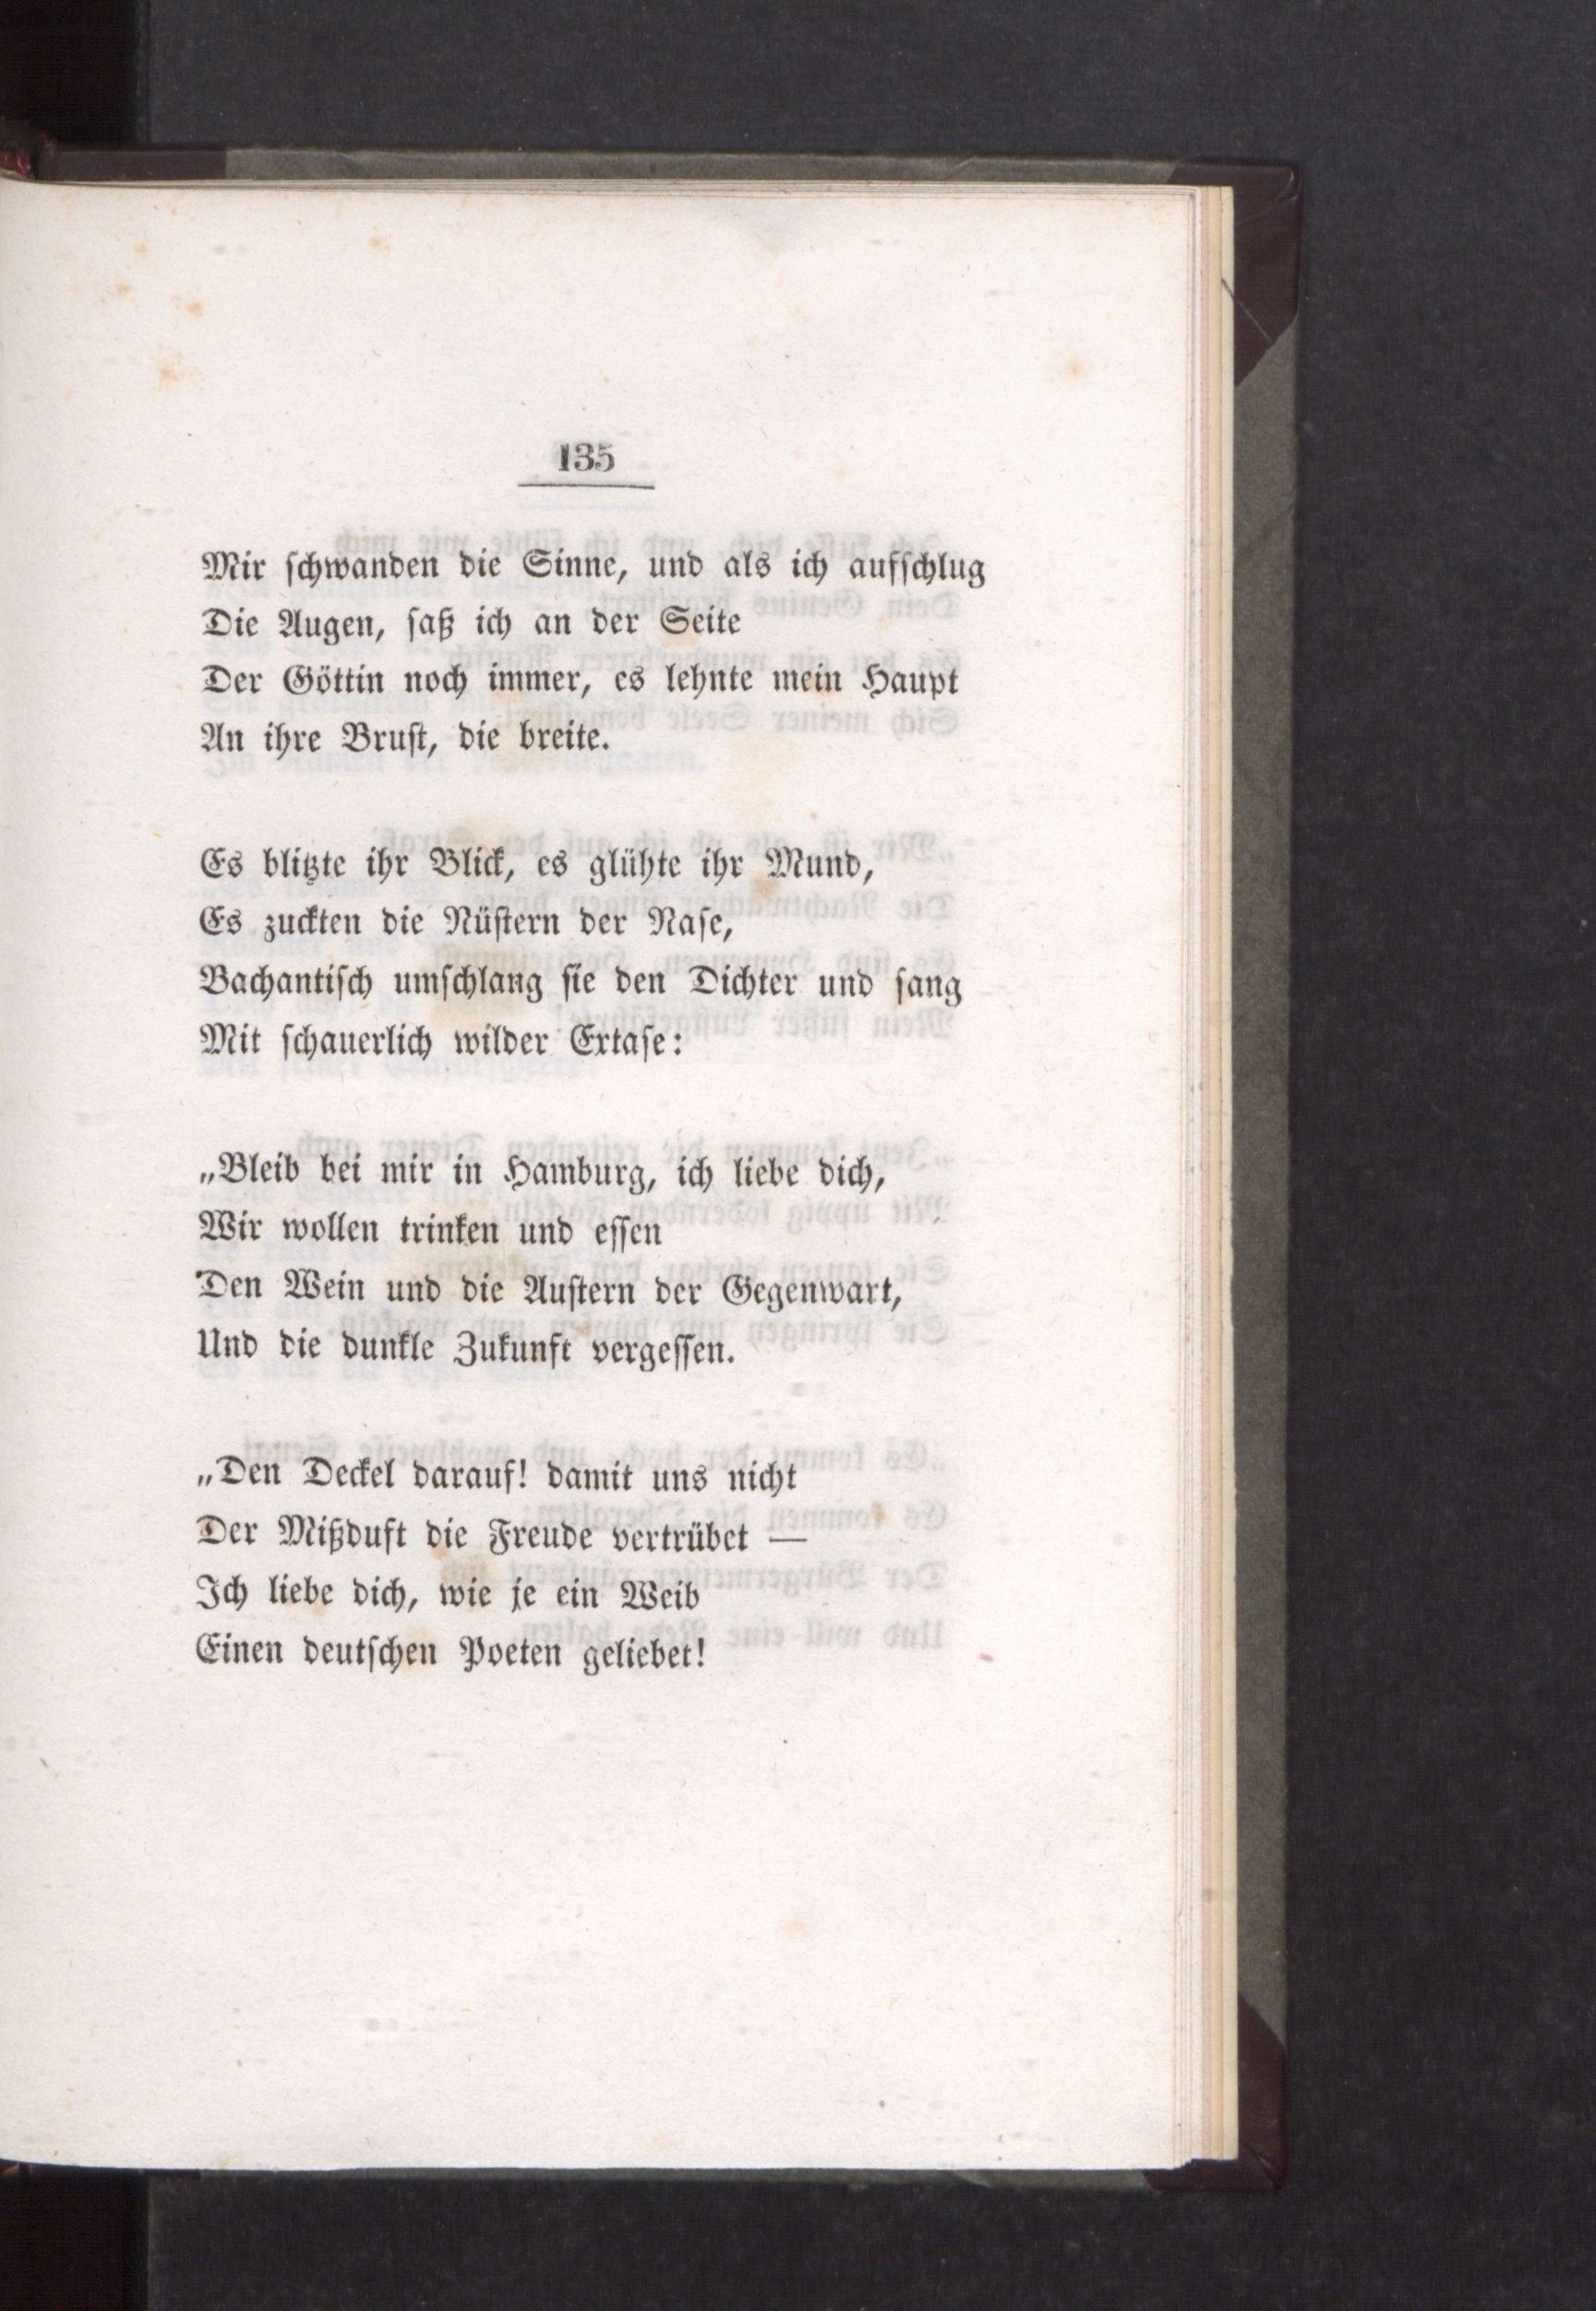 135
Mir ſchwanden die Sinne, und als ich aufſchlug
Die Augen, ſaß ich an der Seite
Der Göttin noch immer, es lehnte mein Haupt
An ihre Bruſt, die breite.
Es blitzte ihr Blick, es glühte ihr Mund,
Es zuckten die Nüſtern der Naſe,
Bachantiſch umſchlang ſie den Dichter und ſang
Mit ſchauerlich wilder Extaſe:
„Bleib bei mir in Hamburg, ich liebe dich,
Wir wollen trinken und eſſen
Den Wein und die Auſtern der Gegenwart,
Und die dunkle Zukunft vergeſſen.
„Den Deckel darauf! damit uns nicht
Der Mißduft die Freude vertrübet —
Ich liebe dich, wie je ein Weib
Einen deutſchen Poeten geliebet!